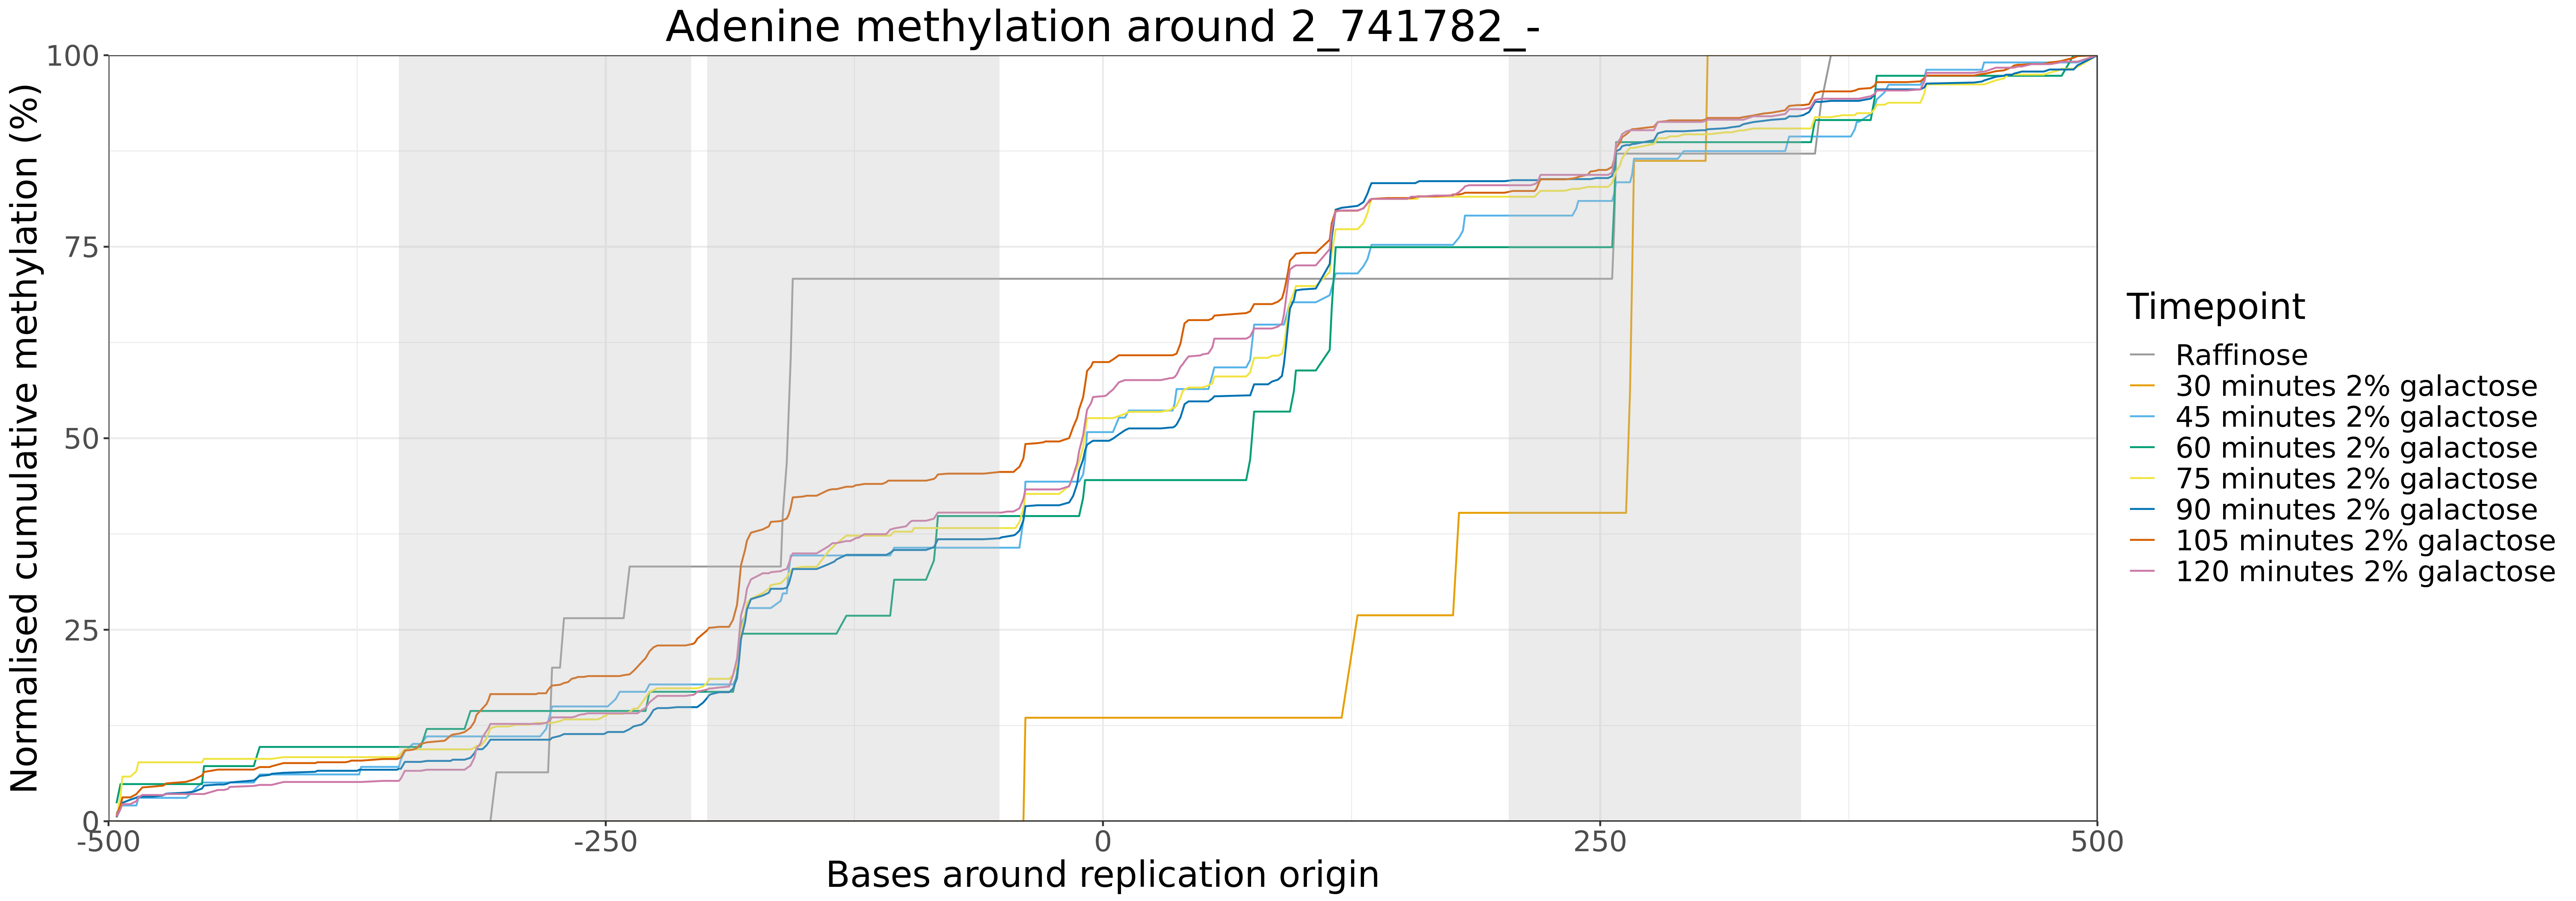 Adenine methylation around 2_741782_-
Normalised cumulative methylation (%)
100
75
50
25
0
-500
-250
0
250
500
Bases around replication origin
Timepoint
Raffinose
30 minutes 2% galactose
45 minutes 2% galactose
60 minutes 2% galactose
75 minutes 2% galactose
90 minutes 2% galactose
105 minutes 2% galactose
120 minutes 2% galactose